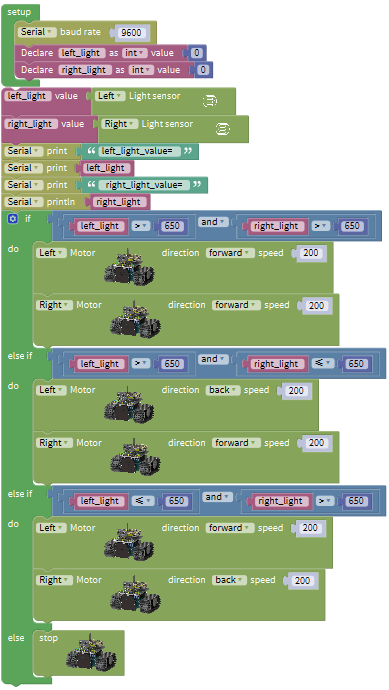 setup
Serial baud rate 9600
Declare left_light as int value 0
Declare right_light as int value 0
left_light value Left Light sensor
right_light value Right Light sensor
Serial print “ left_light_value= ”
Serial print left_light
Serial print “ right_light_value= ”
Serial println right_light
if left_light > 650 and right_light > 650
do Left Motor direction forward speed 200
Right Motor direction forward speed 200
else if left_light > 650 and right_light ≤ 650
do Left Motor direction back speed 200
Right Motor direction forward speed 200
else if left_light ≤ 650 and right_light > 650
do Left Motor direction forward speed 200
Right Motor direction back speed 200
else stop